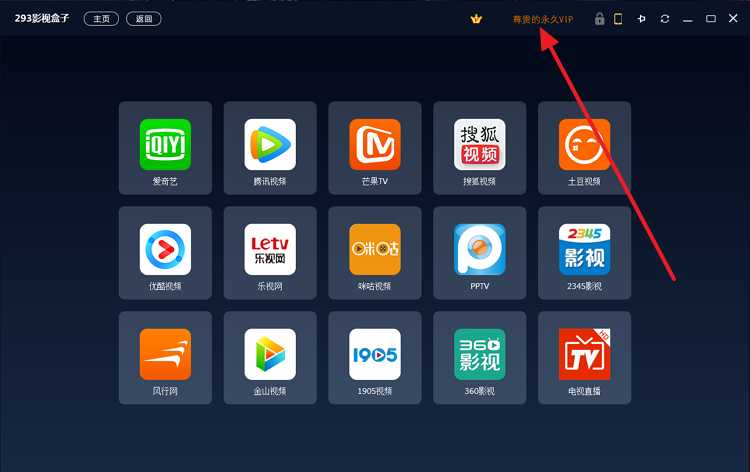 293影视盒子 主页 返回 尊贵的永久VIP
iQIYI
爱奇艺
腾讯视频
芒果TV
搜狐
视频
搜狐视频
土豆视频
优酷视频
Letv
乐视网
乐视网
咪咕
咪咕视频
PPTV
2345
影视
2345影视
风行网
金山视频
1905
1905视频
360
影视
360影视
HD
TV
电视直播